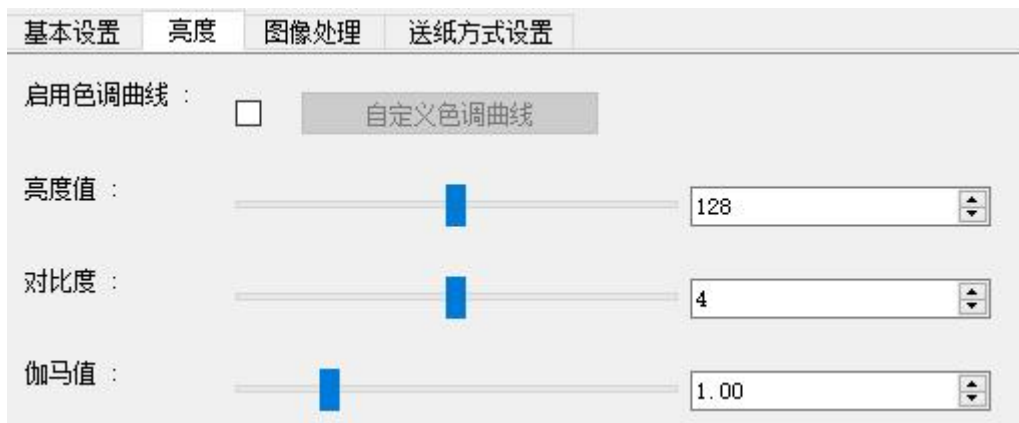 基本设置 亮度 图像处理 送纸方式设置
启用色调曲线 : 自定义色调曲线
亮度值 : 128
对比度 : 4
伽马值 : 1.00